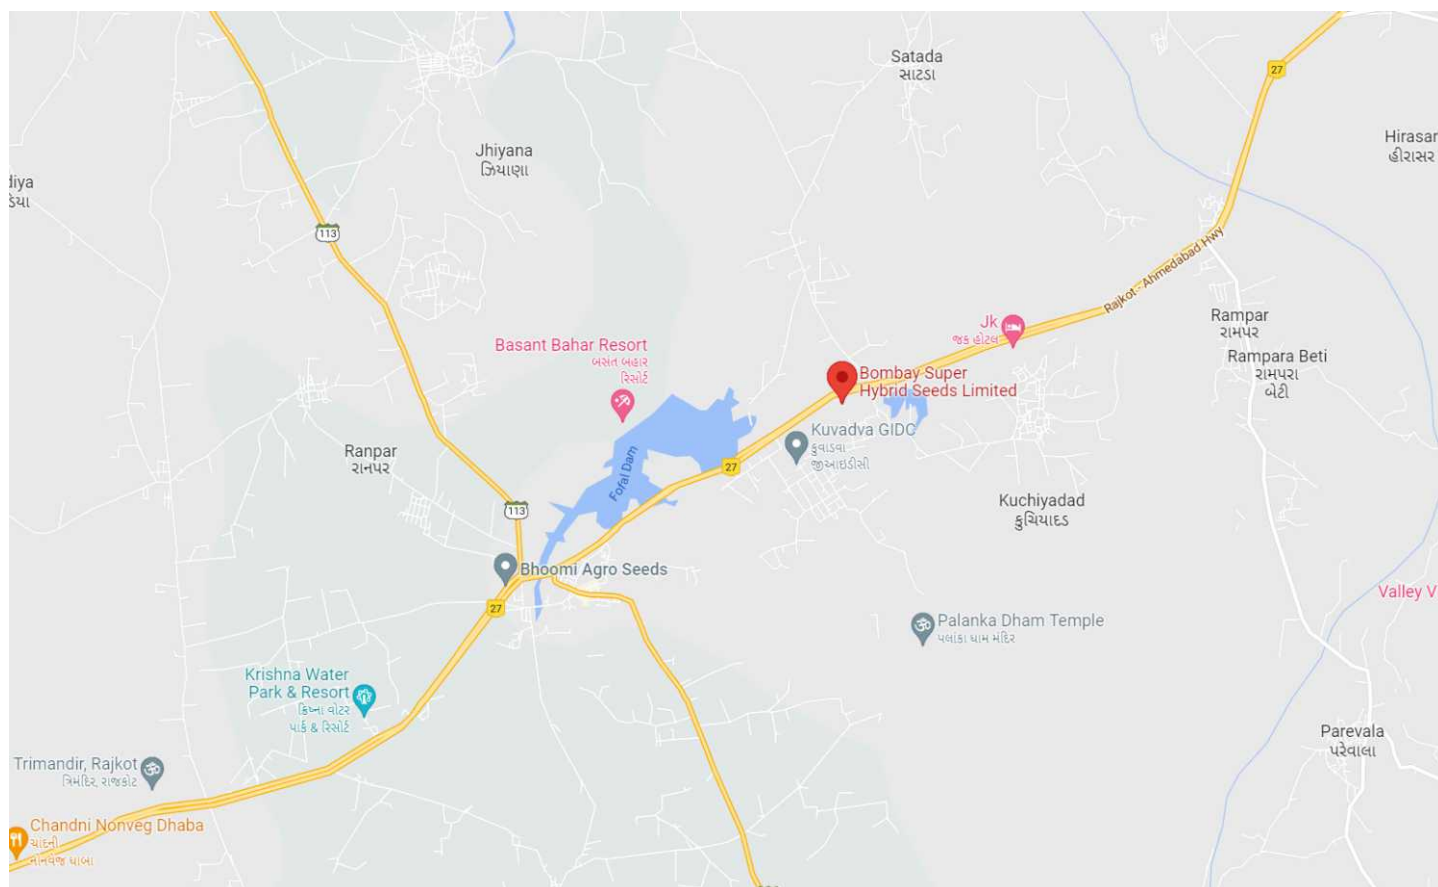 Satada
સાટડા
27
Hirasar
હીરાસર
Jhiyana
ઝિયાણા
diya
ડિયા
113
Rajkot - Ahmedabad Hwy
Jk
જક હોટલ
Rampar
રામપર
Basant Bahar Resort
બસંત બહાર
રિસોર્ટ
Rampara Beti
રામપરા
બેટી
Bombay Super
Hybrid Seeds Limited
Kuvadva GIDC
કુવાડવા
જીઆઇડીસી
Ranpar
રાનપર
Fofal Dam
27
Kuchiyadad
કુચિયાદડ
113
Bhoomi Agro Seeds
27
Valley V
Palanka Dham Temple
પલાંકા ધામ મંદિર
Krishna Water
Park & Resort
ક્રિષ્ના વોટર
પાર્ક & રિસોર્ટ
Parevala
પરેવાલા
Trimandir, Rajkot
ત્રિમંદિર, રાજકોટ
Chandni Nonveg Dhaba
ચાંદની
નોનવેજ ધાબા